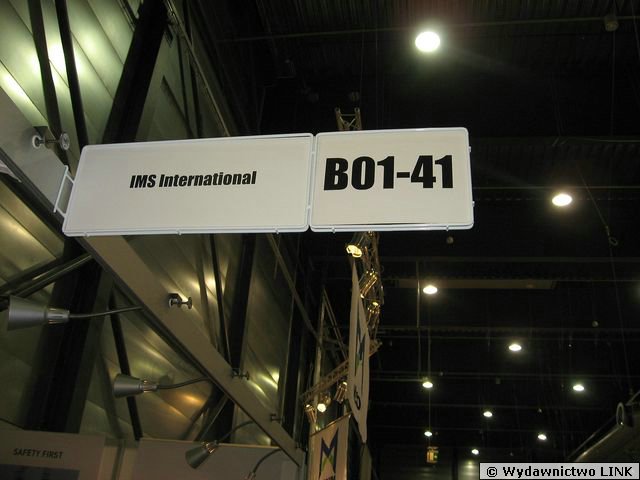 IMS International
B01-41
SAFETY FIRST
© Wydawnictwo LINK